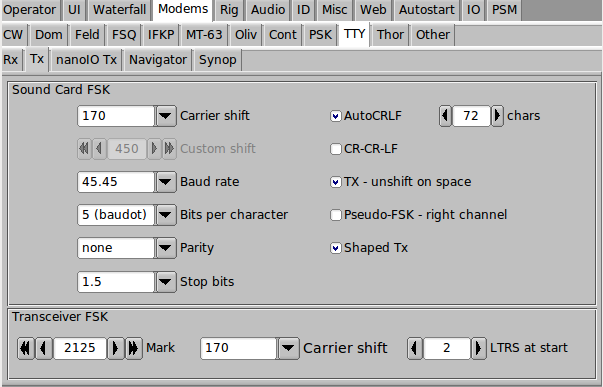 Operator UI Waterfall Modems Rig Audio ID Misc Web Autostart IO PSM
CW Dom Feld FSQ IFKP MT-63 Oliv Cont PSK TTY Thor Other
Rx Tx nanoIO Tx Navigator Synop
Sound Card FSK
170 Carrier shift AutoCRLF 72 chars
450 Custom shift CR-CR-LF
45.45 Baud rate TX - unshift on space
5 (baudot) Bits per character Pseudo-FSK - right channel
none Parity Shaped Tx
1.5 Stop bits
Transceiver FSK
2125 Mark 170 Carrier shift 2 LTRS at start